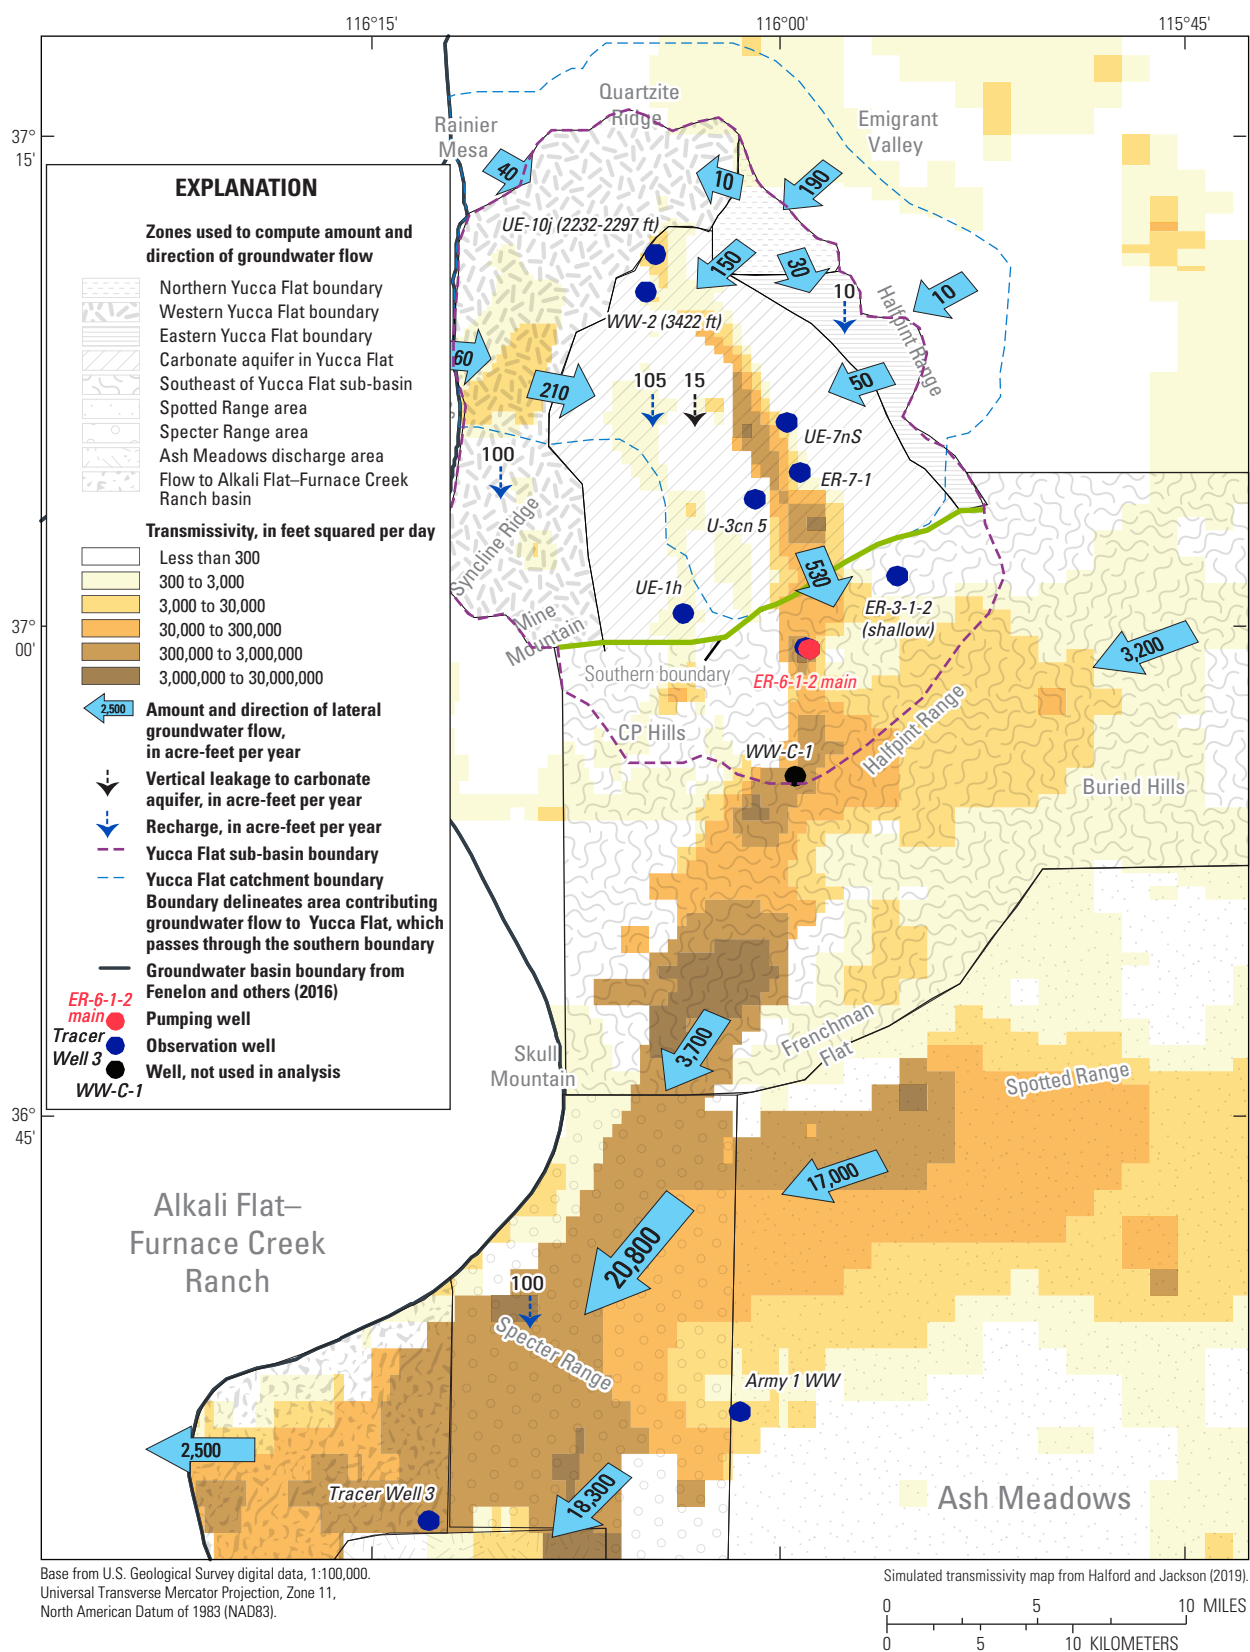 116°15'
116°00'
115°45'
37°
15'
37°
00'
36°
45'
EXPLANATION
Zones used to compute amount and
direction of groundwater flow
Northern Yucca Flat boundary
Western Yucca Flat boundary
Eastern Yucca Flat boundary
Carbonate aquifer in Yucca Flat
Southeast of Yucca Flat sub-basin
Spotted Range area
Specter Range area
Ash Meadows discharge area
Flow to Alkali Flat–Furnace Creek
Ranch basin
Transmissivity, in feet squared per day
Less than 300
300 to 3,000
3,000 to 30,000
30,000 to 300,000
300,000 to 3,000,000
3,000,000 to 30,000,000
2,500
Amount and direction of lateral
groundwater flow,
in acre-feet per year
Vertical leakage to carbonate
aquifer, in acre-feet per year
Recharge, in acre-feet per year
Yucca Flat sub-basin boundary
Yucca Flat catchment boundary
Boundary delineates area contributing
groundwater flow to Yucca Flat, which
passes through the southern boundary
Groundwater basin boundary from
Fenelon and others (2016)
ER-6-1-2
main
Pumping well
Tracer
Well 3
Observation well
WW-C-1
Well, not used in analysis
Quartzite
Ridge
Rainier
Mesa
Emigrant
Valley
40
10
190
UE-10j (2232-2297 ft)
150
30
10
10
Halfpint Range
WW-2 (3422 ft)
60
210
105
15
50
UE-7nS
100
ER-7-1
U-3cn 5
Syncline Ridge
530
UE-1h
ER-3-1-2
(shallow)
Mine
Mountain
3,200
Southern boundary
ER-6-1-2 main
CP Hills
Halfpint Range
WW-C-1
Buried Hills
Frenchman
Flat
3,700
Skull
Mountain
Spotted Range
17,000
Alkali Flat–
Furnace Creek
Ranch
20,800
100
Specter Range
Army 1 WW
2,500
Tracer Well 3
18,300
Ash Meadows
Base from U.S. Geological Survey digital data, 1:100,000.
Universal Transverse Mercator Projection, Zone 11,
North American Datum of 1983 (NAD83).
Simulated transmissivity map from Halford and Jackson (2019).
0 5 10 MILES
0 5 10 KILOMETERS